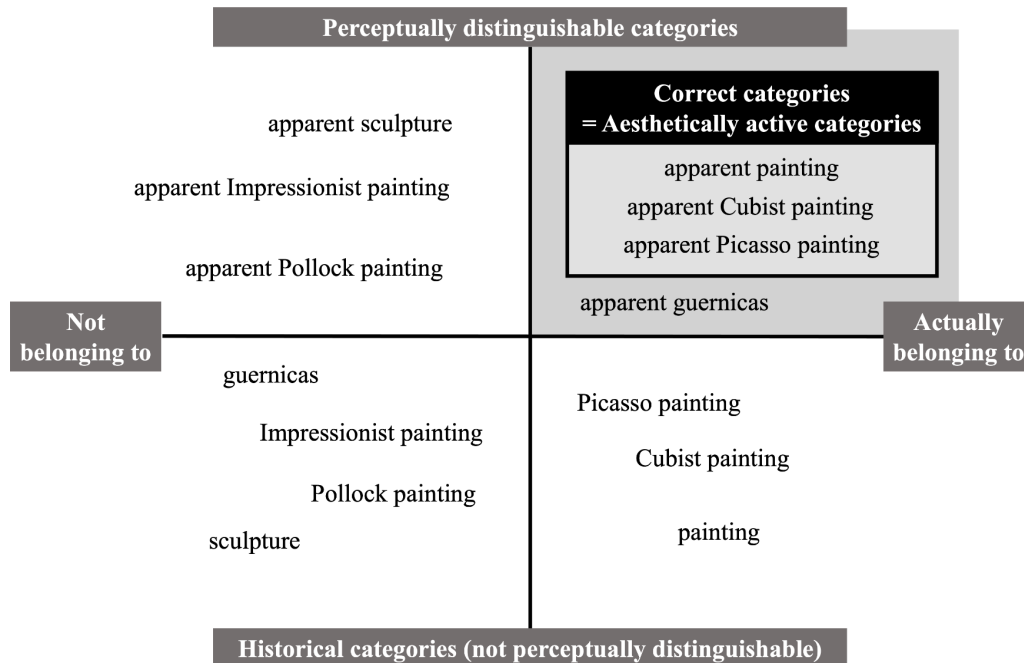 Perceptually distinguishable categories
Correct categories
= Aesthetically active categories
apparent sculpture
apparent painting
apparent Impressionist painting
apparent Cubist painting
apparent Picasso painting
apparent Pollock painting
apparent guernicas
Not
belonging to
Actually
belonging to
guernicas
Picasso painting
Impressionist painting
Cubist painting
Pollock painting
painting
sculpture
Historical categories (not perceptually distinguishable)